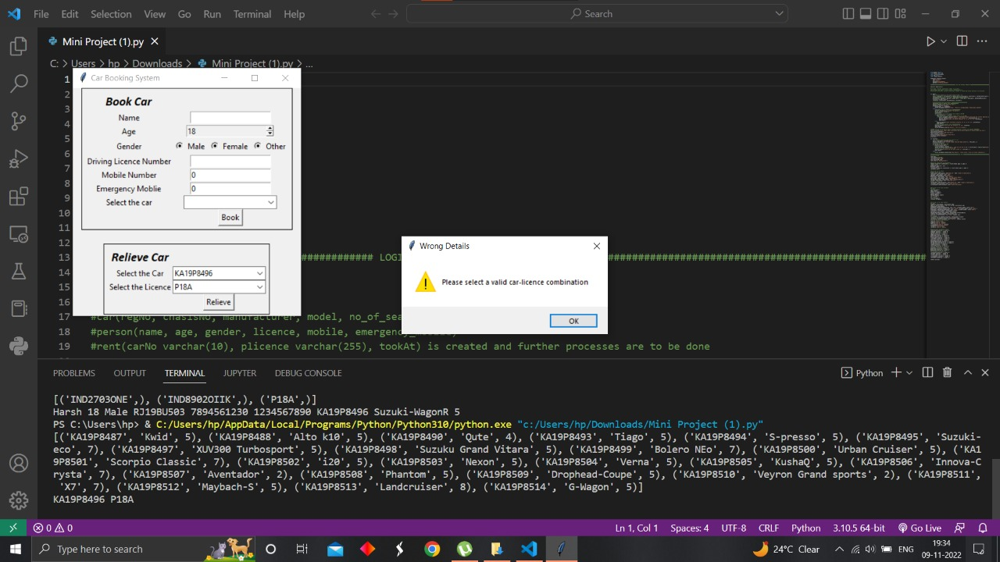 File Edit Selection View Go Run Terminal Help
Search
Mini Project (1).py
C: > Users > hp > Downloads > Mini Project (1).py > ...
1
2
3
4
5
6
7
8
9
10
11
12
13 ############ LOGI
14
15
16
17 #car(regNo, chasisNo, manufacturer, model, no_of_sea
18 #person(name, age, gender, licence, mobile, emergency_mobile)
19 #rent(carNo varchar(10), plicence varchar(255), tookAt) is created and further processes are to be done
Car Booking System
Book Car
Name
Age 18
Gender Male Female Other
Driving Licence Number
Mobile Number 0
Emergency Moblie 0
Select the car
Book
Relieve Car
Select the Car KA19P8496
Select the Licence P18A
Relieve
Wrong Details
Please select a valid car-licence combination
OK
PROBLEMS OUTPUT TERMINAL JUPYTER DEBUG CONSOLE
Python
[('IND2703ONE',), ('IND8902OIIK',), ('P18A',)]
Harsh 18 Male RJ19BU503 7894561230 1234567890 KA19P8496 Suzuki-WagonR 5
PS C:\Users\hp> & C:/Users/hp/AppData/Local/Programs/Python/Python310/python.exe "c:/Users/hp/Downloads/Mini Project (1).py"
[('KA19P8487', 'Kwid', 5), ('KA19P8488', 'Alto k10', 5), ('KA19P8490', 'Qute', 4), ('KA19P8493', 'Tiago', 5), ('KA19P8494', 'S-presso', 5), ('KA19P8495', 'Suzuki-
eco', 7), ('KA19P8497', 'XUV300 Turbosport', 5), ('KA19P8498', 'Suzuku Grand Vitara', 5), ('KA19P8499', 'Bolero NEo', 7), ('KA19P8500', 'Urban Cruiser', 5), ('KA1
9P8501', 'Scorpio Classic', 7), ('KA19P8502', 'i20', 5), ('KA19P8503', 'Nexon', 5), ('KA19P8504', 'Verna', 5), ('KA19P8505', 'KushaQ', 5), ('KA19P8506', 'Innova-C
rysta', 7), ('KA19P8507', 'Aventador', 2), ('KA19P8508', 'Phantom', 5), ('KA19P8509', 'Drophead-Coupe', 5), ('KA19P8510', 'Veyron Grand sports', 2), ('KA19P8511',
 'X7', 7), ('KA19P8512', 'Maybach-S', 5), ('KA19P8513', 'Landcruiser', 8), ('KA19P8514', 'G-Wagon', 5)]
KA19P8496 P18A
0 0 Ln 1, Col 1 Spaces: 4 UTF-8 CRLF Python 3.10.5 64-bit Go Live
Type here to search
24°C Clear ENG
19:34
09-11-2022